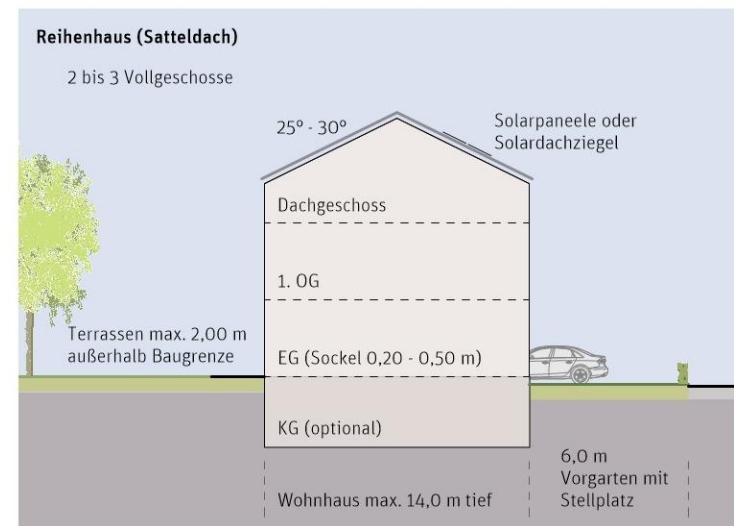 Reihenhaus (Satteldach)
2 bis 3 Vollgeschosse
25° - 30°
Solarpaneele oder
Solardachziegel
Dachgeschoss
1. OG
Terrassen max. 2,00 m
außerhalb Baugrenze
EG (Sockel 0,20 - 0,50 m)
KG (optional)
Wohnhaus max. 14,0 m tief
6,0 m
Vorgarten mit
Stellplatz